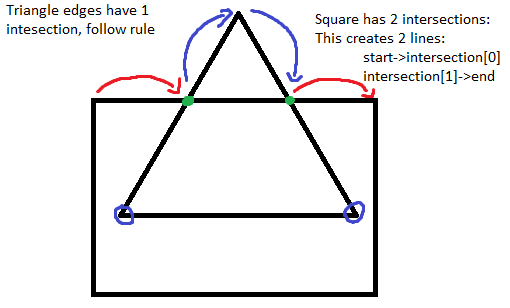 Triangle edges have 1
intesection, follow rule
Square has 2 intersections:
This creates 2 lines:
start->intersection[0]
intersection[1]->end